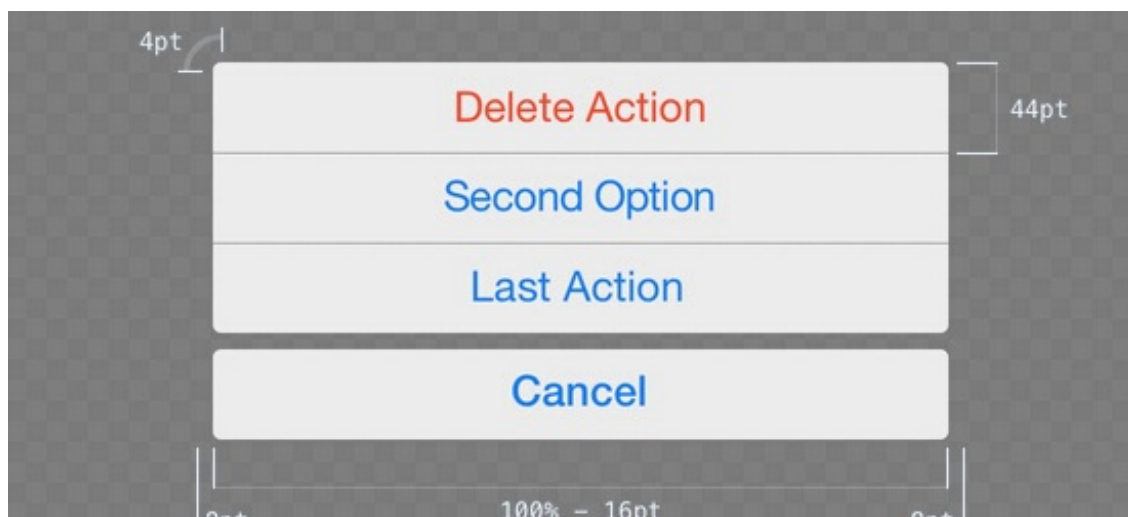 4pt
Delete Action
44pt
Second Option
Last Action
Cancel
100% – 16pt